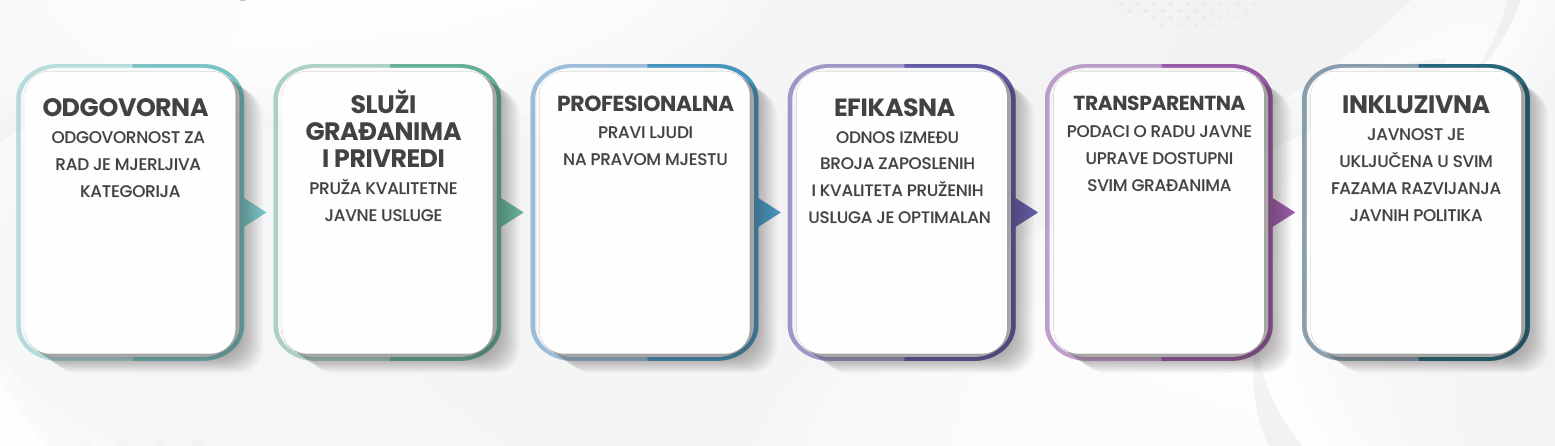 ODGOVORNA
ODGOVORNOST ZA
RAD JE MJERLJIVA
KATEGORIJA
SLUŽI
GRAĐANIMA
I PRIVREDI
PRUŽA KVALITETNE
JAVNE USLUGE
PROFESIONALNA
PRAVI LJUDI
NA PRAVOM MJESTU
EFIKASNA
ODNOS IZMEĐU
BROJA ZAPOSLENIH
I KVALITETA PRUŽENIH
USLUGA JE OPTIMALAN
TRANSPARENTNA
PODACI O RADU JAVNE
UPRAVE DOSTUPNI
SVIM GRAĐANIMA
INKLUZIVNA
JAVNOST JE
UKLJUČENA U SVIM
FAZAMA RAZVIJANJA
JAVNIH POLITIKA